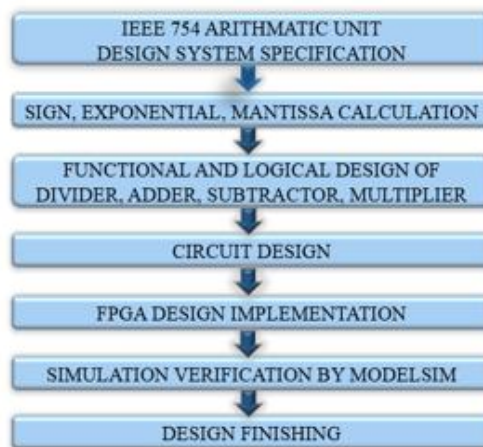 IEEE 754 ARITHMATIC UNIT
DESIGN SYSTEM SPECIFICATION
SIGN, EXPONENTIAL, MANTISSA CALCULATION
FUNCTIONAL AND LOGICAL DESIGN OF
DIVIDER, ADDER, SUBTRACTOR, MULTIPLIER
CIRCUIT DESIGN
FPGA DESIGN IMPLEMENTATION
SIMULATION VERIFICATION BY MODELSIM
DESIGN FINISHING